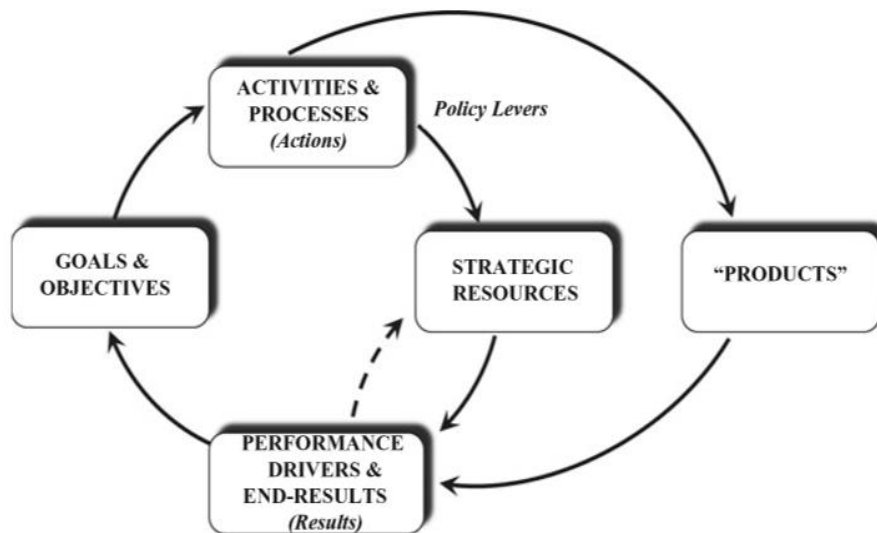 ACTIVITIES &
PROCESSES
(Actions)
Policy Levers
GOALS &
OBJECTIVES
STRATEGIC
RESOURCES
“PRODUCTS”
PERFORMANCE
DRIVERS &
END-RESULTS
(Results)